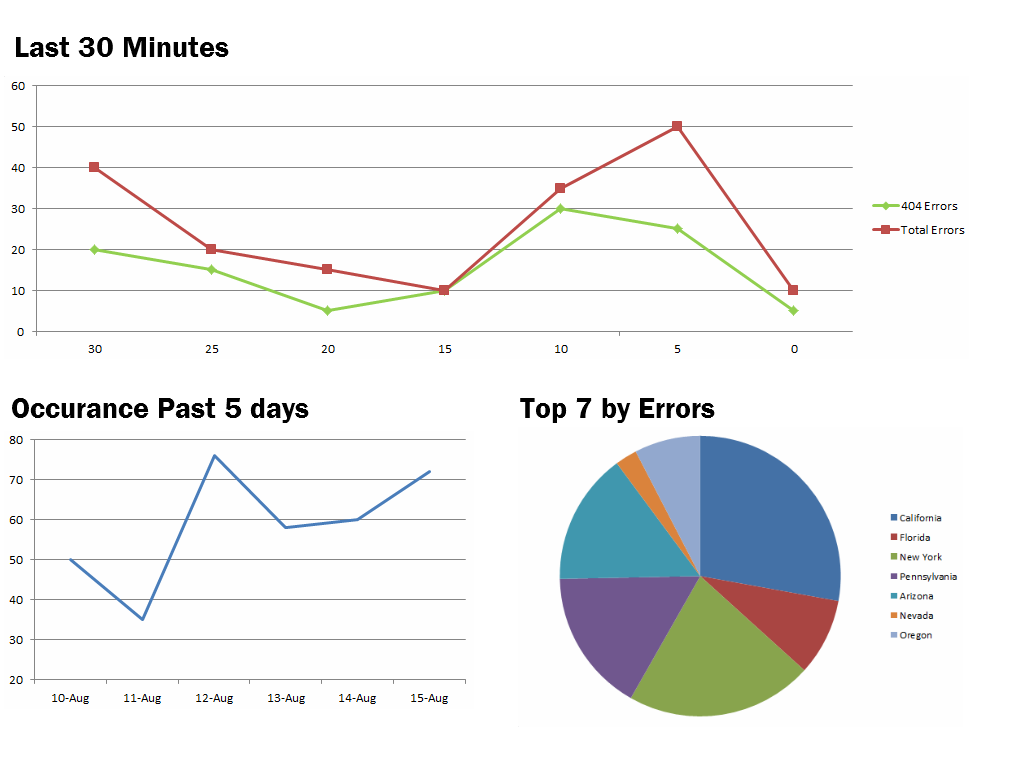 Last 30 Minutes
60
50
40
30
20
10
0
30 25 20 15 10 5 0
404 Errors
Total Errors
Occurance Past 5 days
80
70
60
50
40
30
20
10-Aug 11-Aug 12-Aug 13-Aug 14-Aug 15-Aug
Top 7 by Errors
California
Florida
New York
Pennsylvania
Arizona
Nevada
Oregon